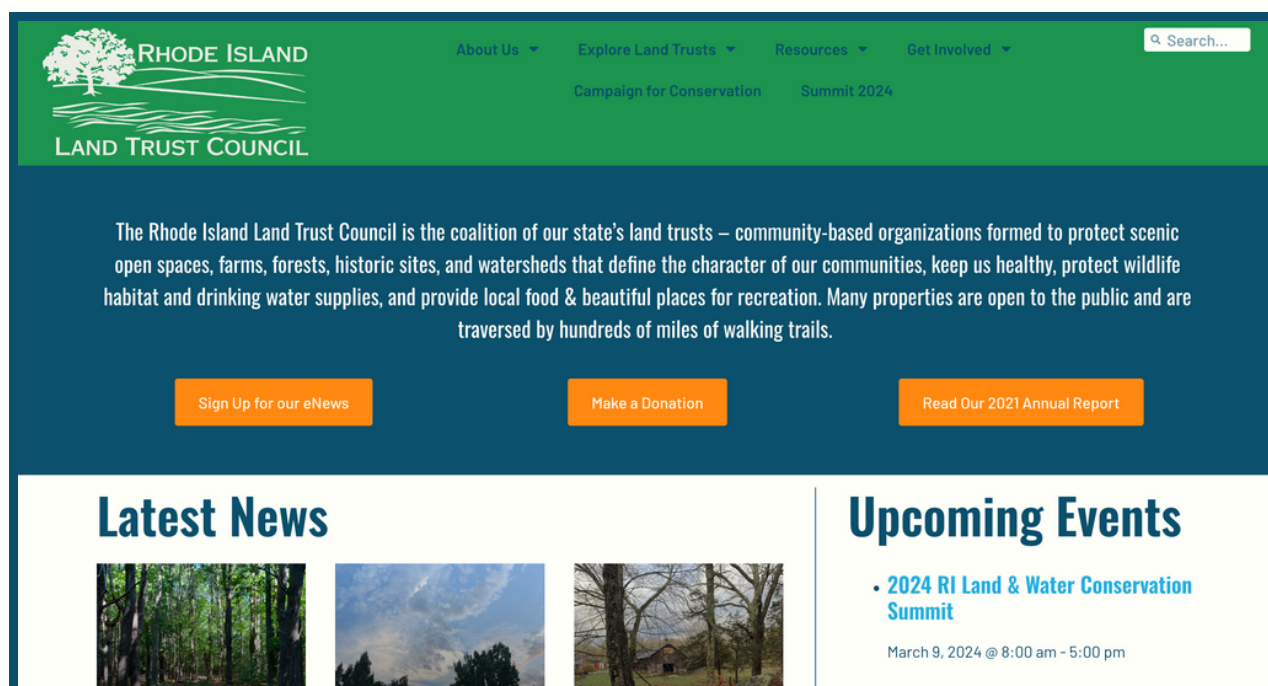 RHODE ISLAND
LAND TRUST COUNCIL
About Us
Explore Land Trusts
Resources
Get Involved
Campaign for Conservation
Summit 2024
Search...
The Rhode Island Land Trust Council is the coalition of our state’s land trusts – community-based organizations formed to protect scenic
open spaces, farms, forests, historic sites, and watersheds that define the character of our communities, keep us healthy, protect wildlife
habitat and drinking water supplies, and provide local food & beautiful places for recreation. Many properties are open to the public and are
traversed by hundreds of miles of walking trails.
Sign Up for our eNews
Make a Donation
Read Our 2021 Annual Report
Latest News
Upcoming Events
• 2024 RI Land & Water Conservation
Summit
March 9, 2024 @ 8:00 am - 5:00 pm